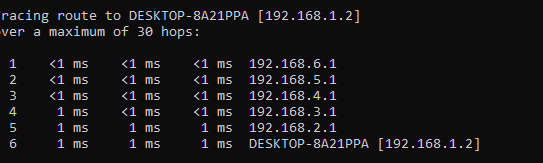 racing route to DESKTOP-8A21PPA [192.168.1.2]
ver a maximum of 30 hops:
1 <1 ms <1 ms <1 ms 192.168.6.1
2 <1 ms <1 ms <1 ms 192.168.5.1
3 <1 ms <1 ms <1 ms 192.168.4.1
4 1 ms <1 ms <1 ms 192.168.3.1
5 1 ms 1 ms 1 ms 192.168.2.1
6 1 ms 1 ms 1 ms DESKTOP-8A21PPA [192.168.1.2]